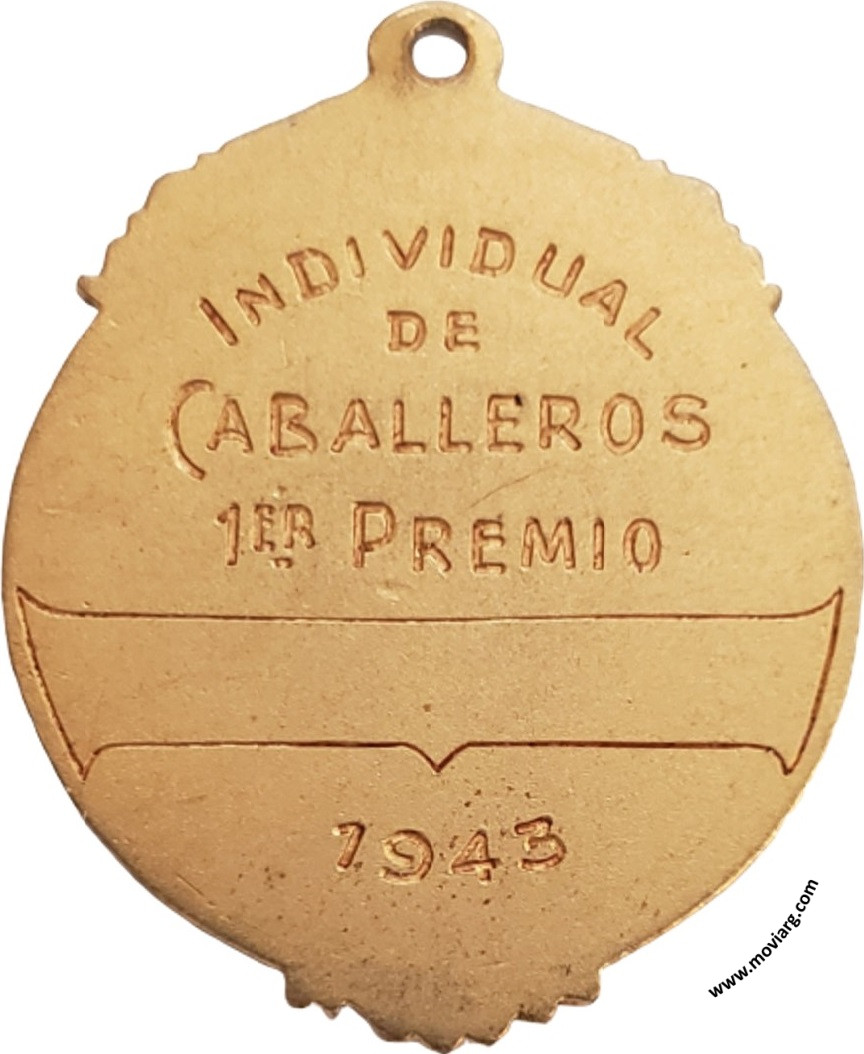 INDIVIDUAL
DE
CABALLEROS
1ER PREMIO
1943
www.moviarg.com